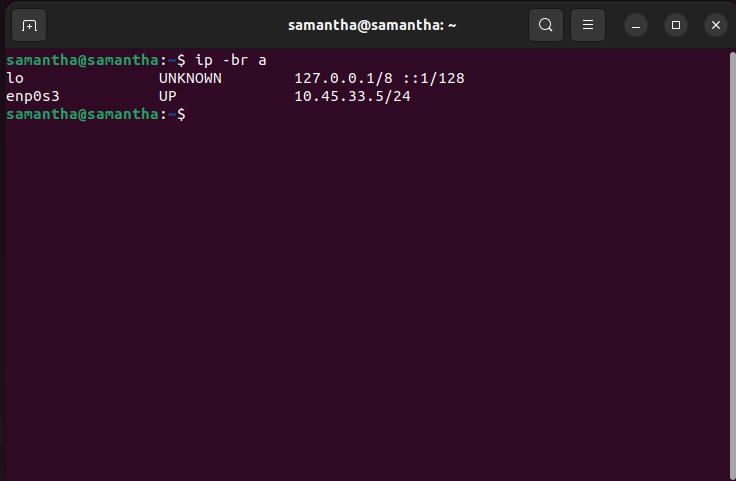 samantha@samantha: ~
samantha@samantha:~$ ip -br a
lo UNKNOWN 127.0.0.1/8 ::1/128
enp0s3 UP 10.45.33.5/24
samantha@samantha:~$